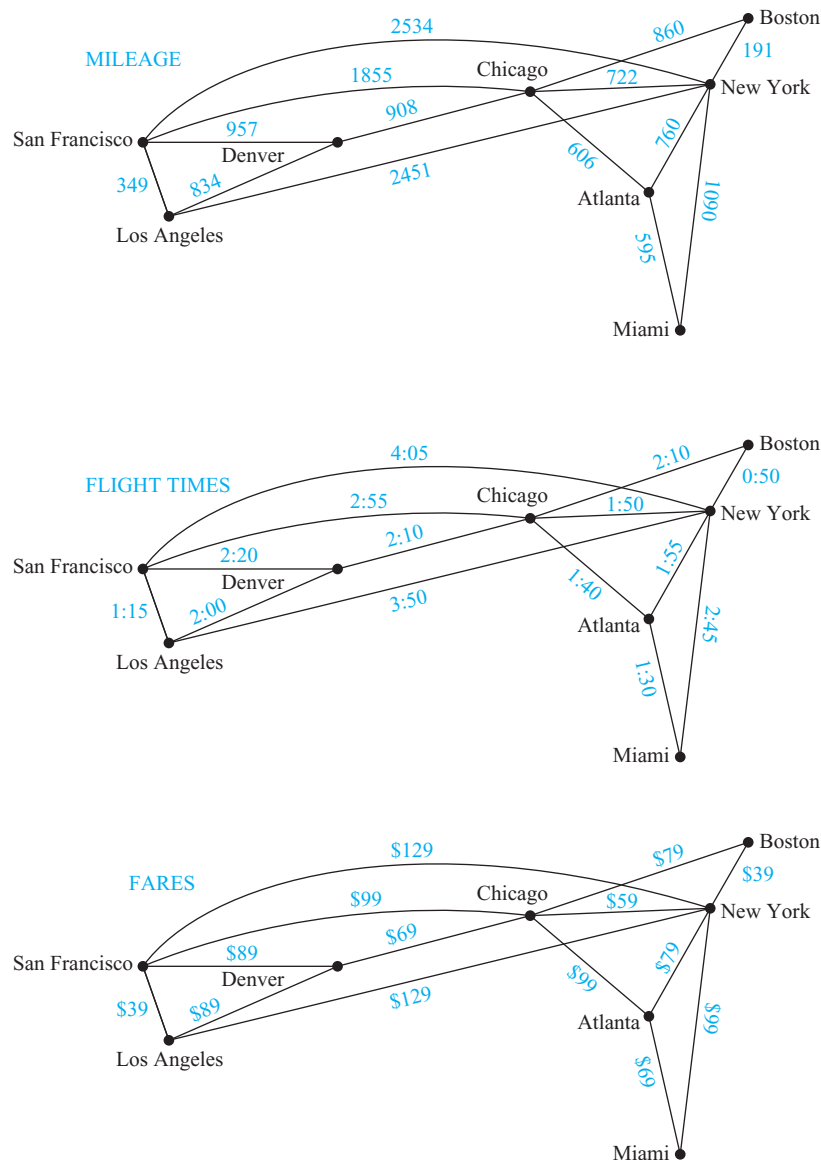 Boston
860
2534
191
MILEAGE
Chicago
1855
722
New York
908
San Francisco
957
Denver
606
760
349
834
2451
1090
Atlanta
Los Angeles
595
Miami
Boston
4:05
2:10
0:50
FLIGHT TIMES
Chicago
2:55
1:50
New York
2:10
San Francisco
2:20
Denver
1:55
1:40
1:15
2:00
3:50
2:45
Atlanta
Los Angeles
1:30
Miami
Boston
$129
$79
$39
FARES
Chicago
$99
$59
New York
$69
San Francisco
$89
Denver
$79
$99
$39
$89
$129
$99
Atlanta
Los Angeles
$69
Miami